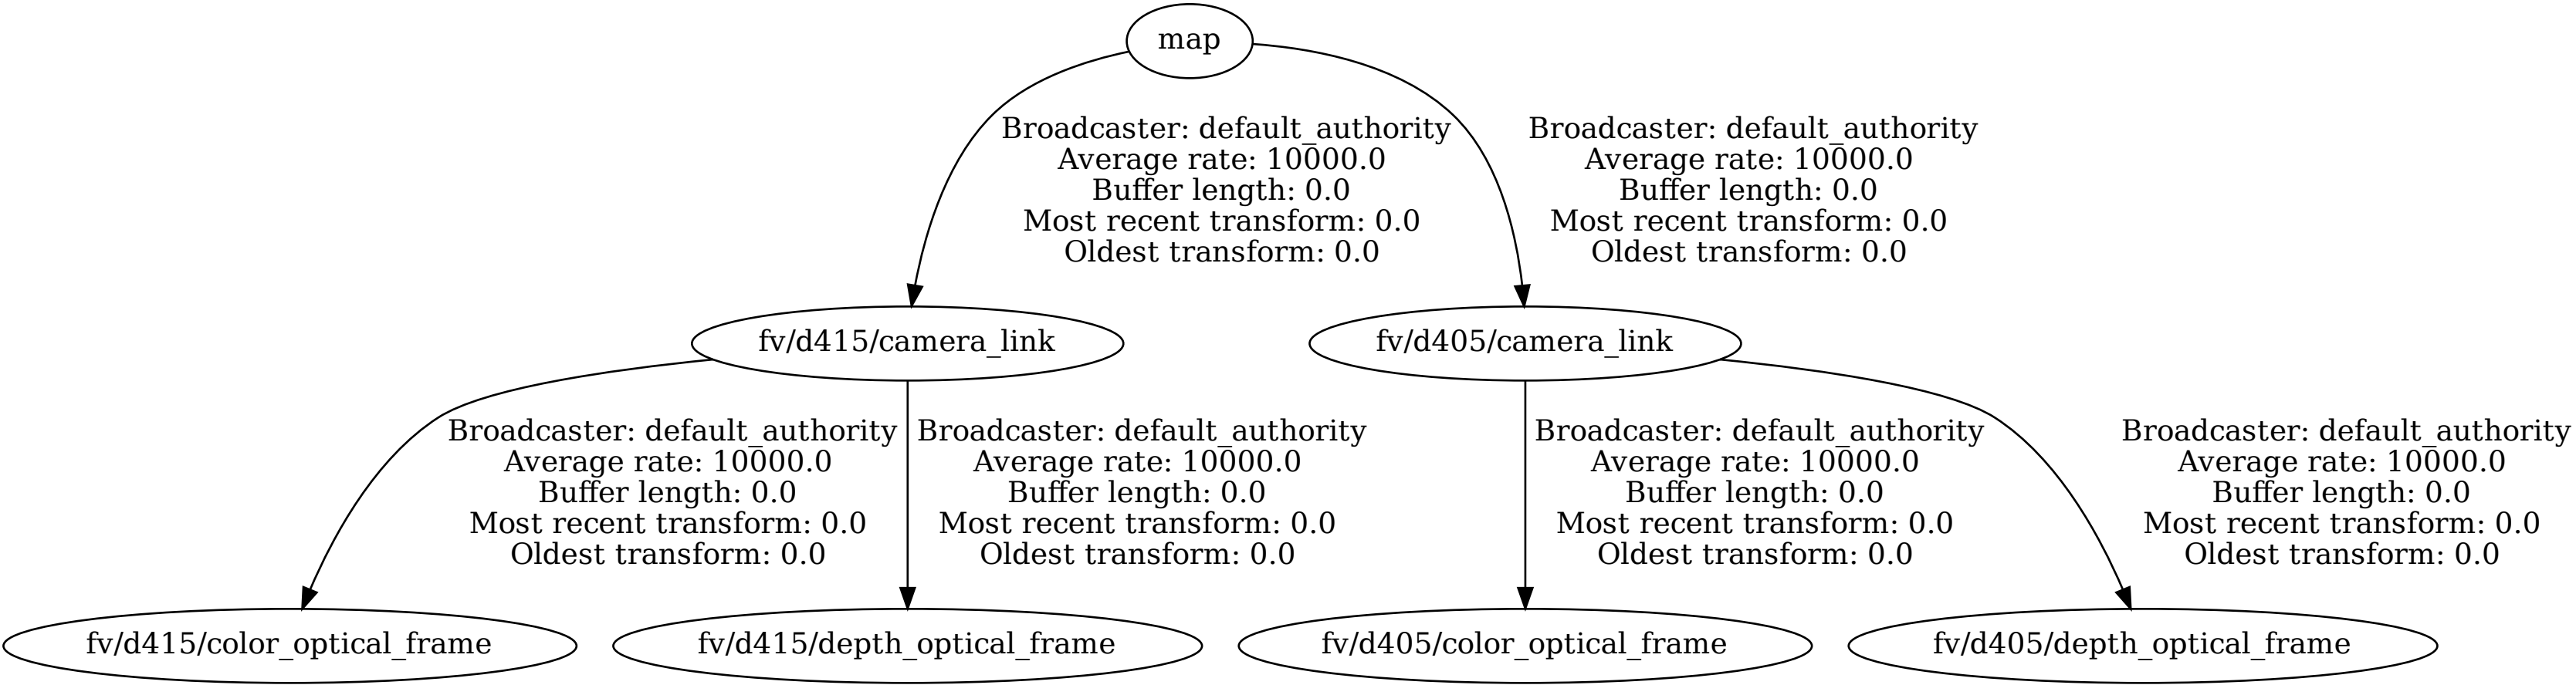 map
Broadcaster: default_authority
Average rate: 10000.0
Buffer length: 0.0
Most recent transform: 0.0
Oldest transform: 0.0
Broadcaster: default_authority
Average rate: 10000.0
Buffer length: 0.0
Most recent transform: 0.0
Oldest transform: 0.0
fv/d415/camera_link
fv/d405/camera_link
Broadcaster: default_authority
Average rate: 10000.0
Buffer length: 0.0
Most recent transform: 0.0
Oldest transform: 0.0
Broadcaster: default_authority
Average rate: 10000.0
Buffer length: 0.0
Most recent transform: 0.0
Oldest transform: 0.0
Broadcaster: default_authority
Average rate: 10000.0
Buffer length: 0.0
Most recent transform: 0.0
Oldest transform: 0.0
Broadcaster: default_authority
Average rate: 10000.0
Buffer length: 0.0
Most recent transform: 0.0
Oldest transform: 0.0
fv/d415/color_optical_frame
fv/d415/depth_optical_frame
fv/d405/color_optical_frame
fv/d405/depth_optical_frame